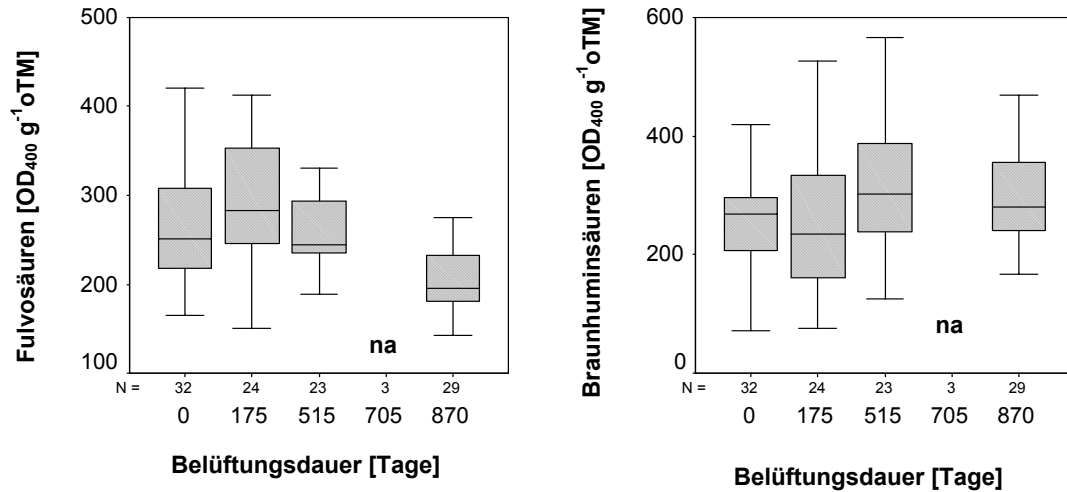 Fulvosäuren [OD₄₀₀ g⁻¹oTM]
500
400
300
200
100
na
N = 32 24 23 3 29
0 175 515 705 870
Belüftungsdauer [Tage]
Braunhuminsäuren [OD₄₀₀ g⁻¹oTM]
600
400
200
0
na
N = 32 24 23 3 29
0 175 515 705 870
Belüftungsdauer [Tage]